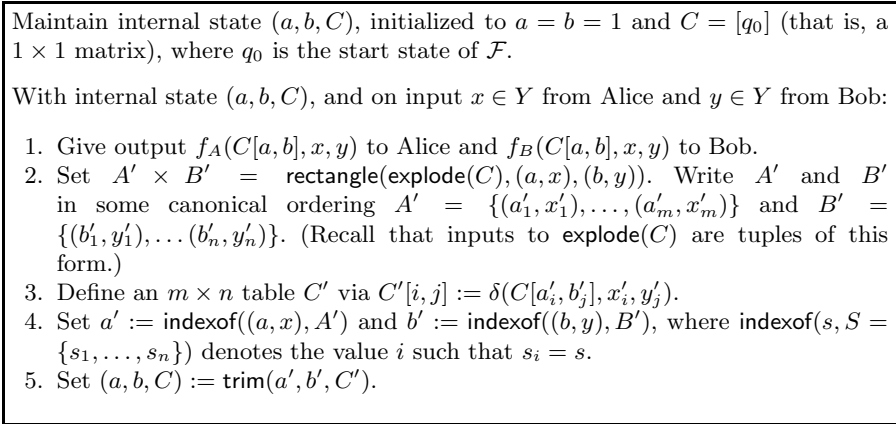 Maintain internal state (a, b, C), initialized to a = b = 1 and C = [q₀] (that is, a
1 × 1 matrix), where q₀ is the start state of ℱ.
With internal state (a, b, C), and on input x ∈ Y from Alice and y ∈ Y from Bob:
1. Give output f_A(C[a, b], x, y) to Alice and f_B(C[a, b], x, y) to Bob.
2. Set A′ × B′ = rectangle(explode(C), (a, x), (b, y)). Write A′ and B′
in some canonical ordering A′ = {(a′₁, x′₁), . . . , (a′ₘ, x′ₘ)} and B′ =
{(b′₁, y′₁), . . . (b′ₙ, y′ₙ)}. (Recall that inputs to explode(C) are tuples of this
form.)
3. Define an m × n table C′ via C′[i, j] := δ(C[a′ᵢ, b′ⱼ], x′ᵢ, y′ⱼ).
4. Set a′ := indexof((a, x), A′) and b′ := indexof((b, y), B′), where indexof(s, S =
{s₁, . . . , sₙ}) denotes the value i such that sᵢ = s.
5. Set (a, b, C) := trim(a′, b′, C′).